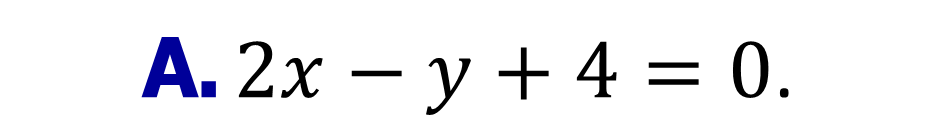 A. 2x − y + 4 = 0.